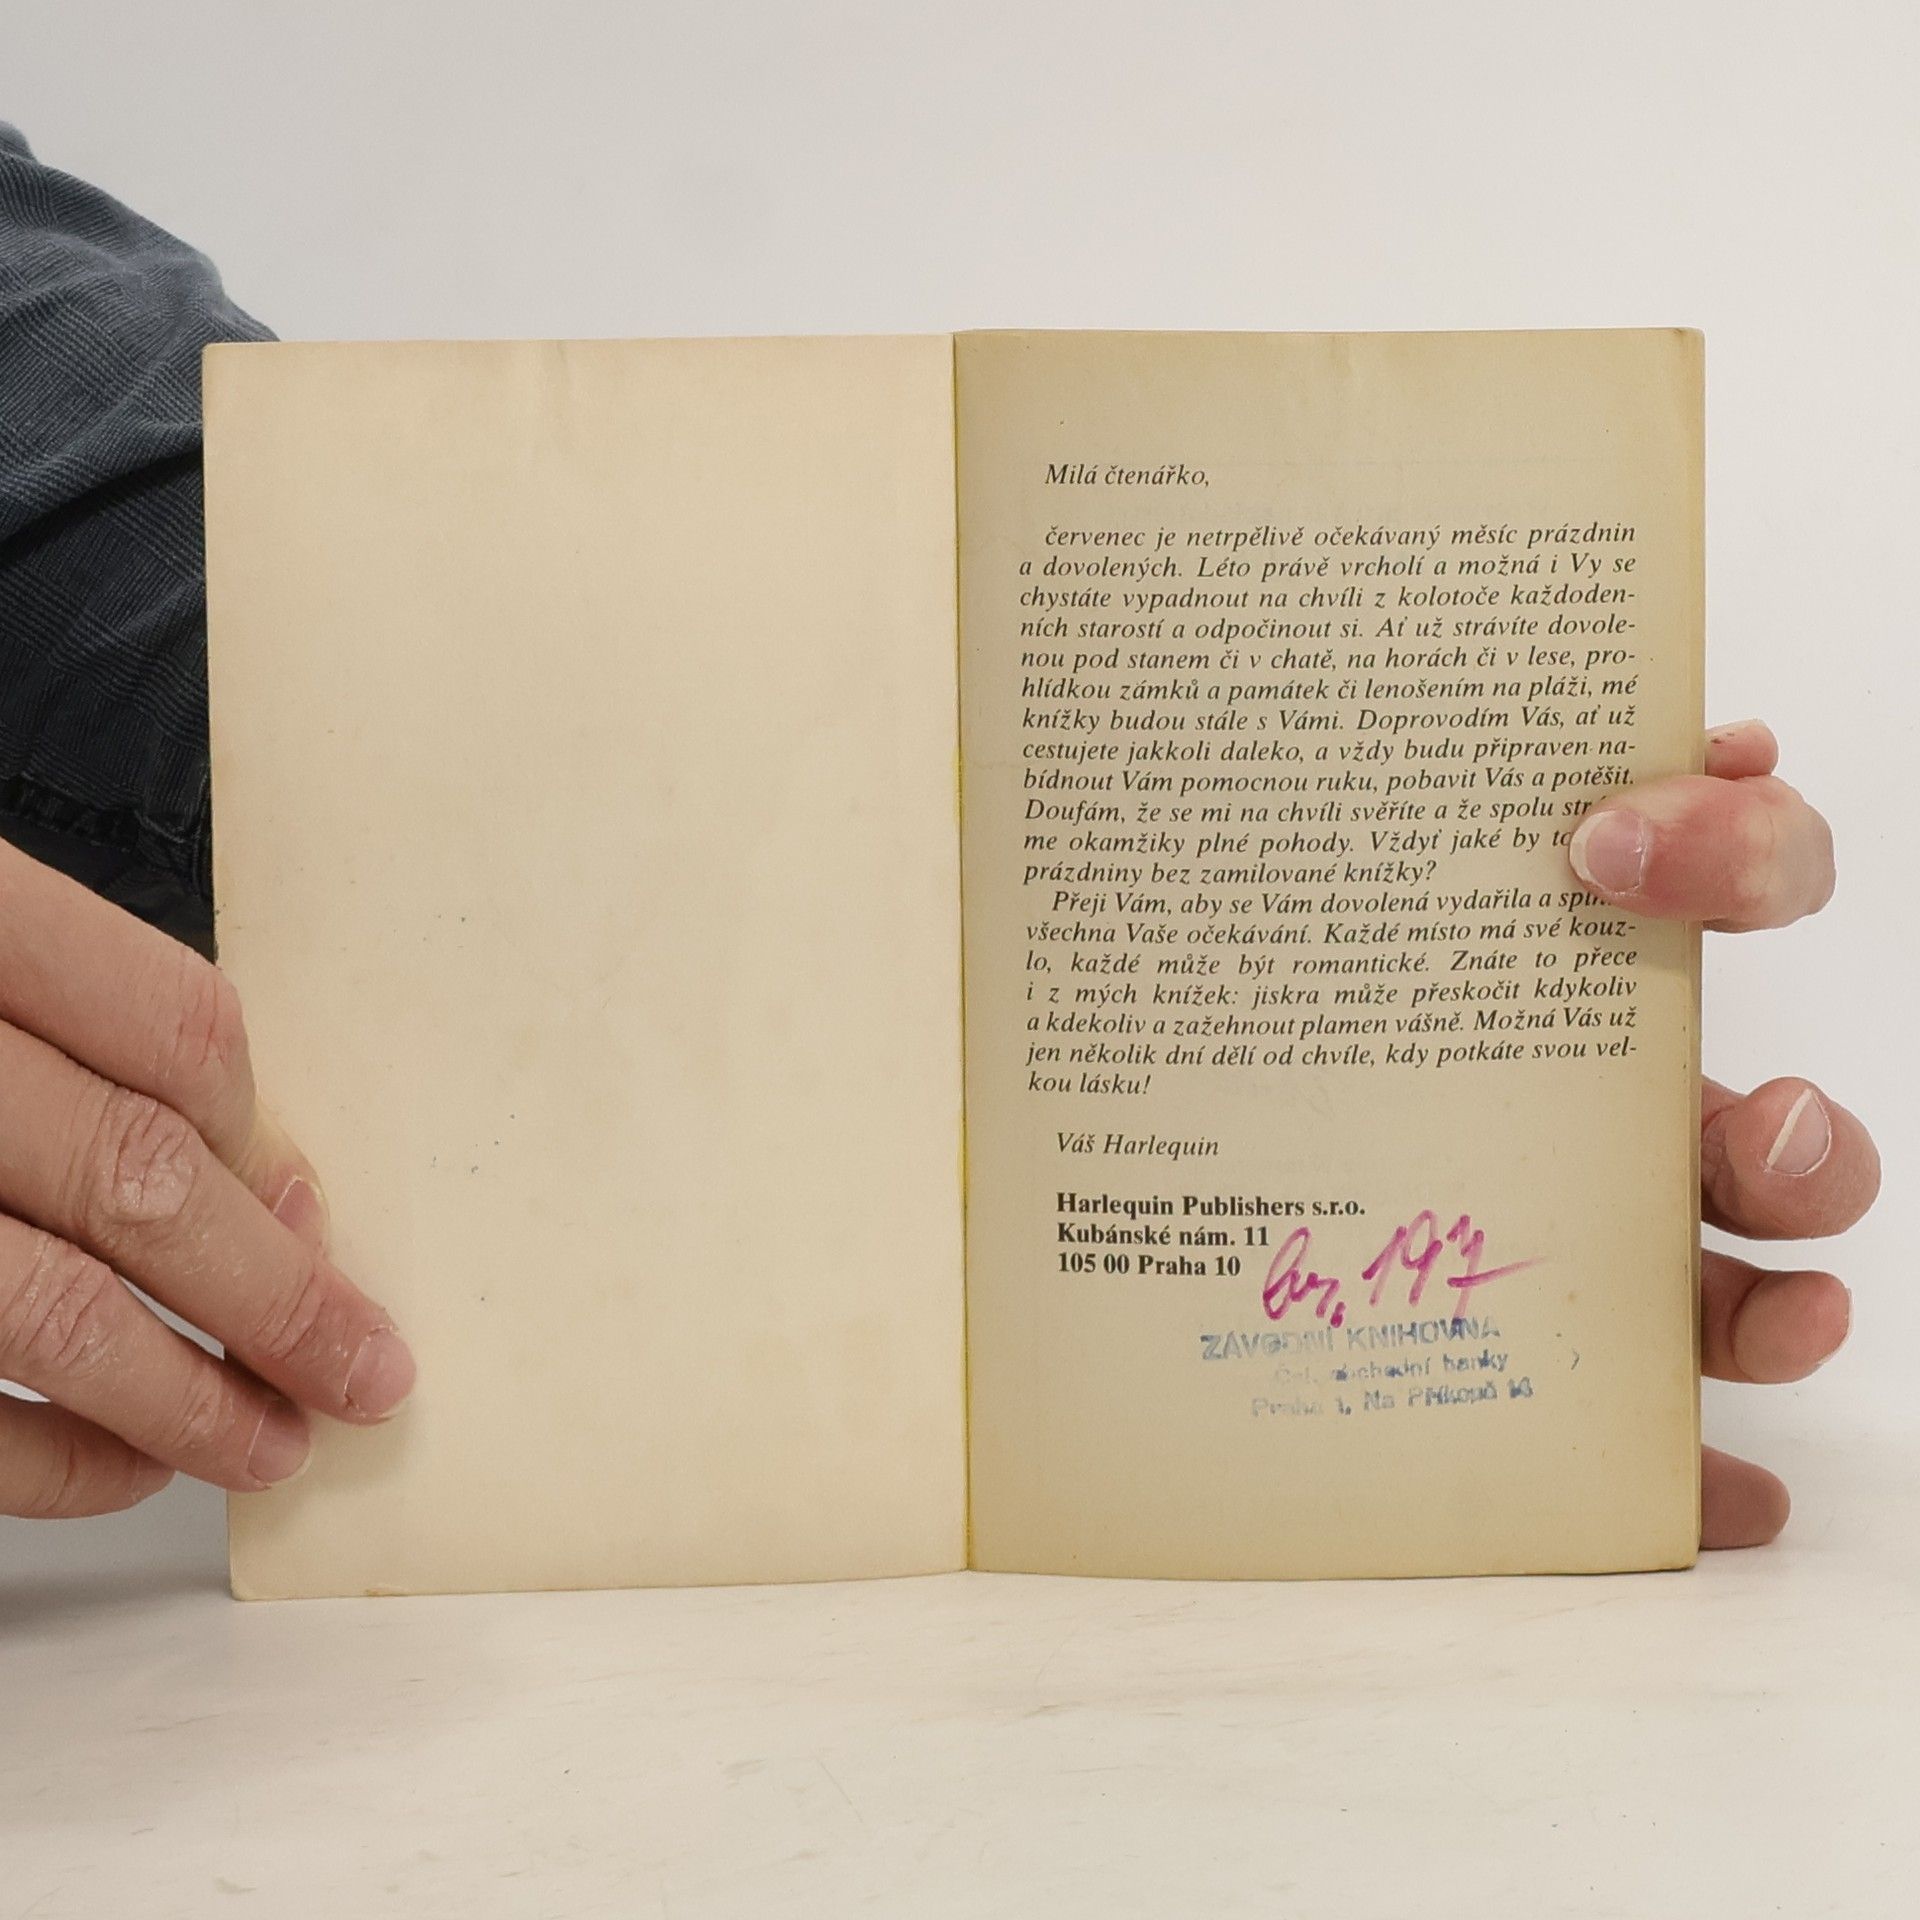 Milá čtenářko,
červenec je netrpělivě očekávaný měsíc prázdnin
a dovolených. Léto právě vrcholí a možná i Vy se
chystáte vypadnout na chvíli z kolotoče každoden-
ních starostí a odpočinout si. Ať už strávíte dovole-
nou pod stanem či v chatě, na horách či v lese, pro-
hlídkou zámků a památek či lenošením na pláži, mé
knížky budou stále s Vámi. Doprovodím Vás, ať už
cestujete jakkoli daleko, a vždy budu připraven na-
bídnout Vám pomocnou ruku, pobavit Vás a potěšit.
Doufám, že se mi na chvíli svěříte a že spolu
me okamžiky plné pohody. Vždyť jaké by
prázdniny bez zamilované knížky?
Přeji Vám, aby se Vám dovolená vydařila a
všechna Vaše očekávání. Každé místo má své kouz-
lo, každé může být romantické. Znáte to přece
i z mých knížek: jiskra může přeskočit kdykoliv
a kdekoliv a zažehnout plamen vášně. Možná Vás už
jen několik dní dělí od chvíle, kdy potkáte svou vel-
kou lásku!
Váš Harlequin
Harlequin Publishers s.r.o.
Kubánské nám. 11
105 00 Praha 10
197
ZÁVODNÍ KNIHOVNA
obchodní banky
Praha 1, Na Příkopě